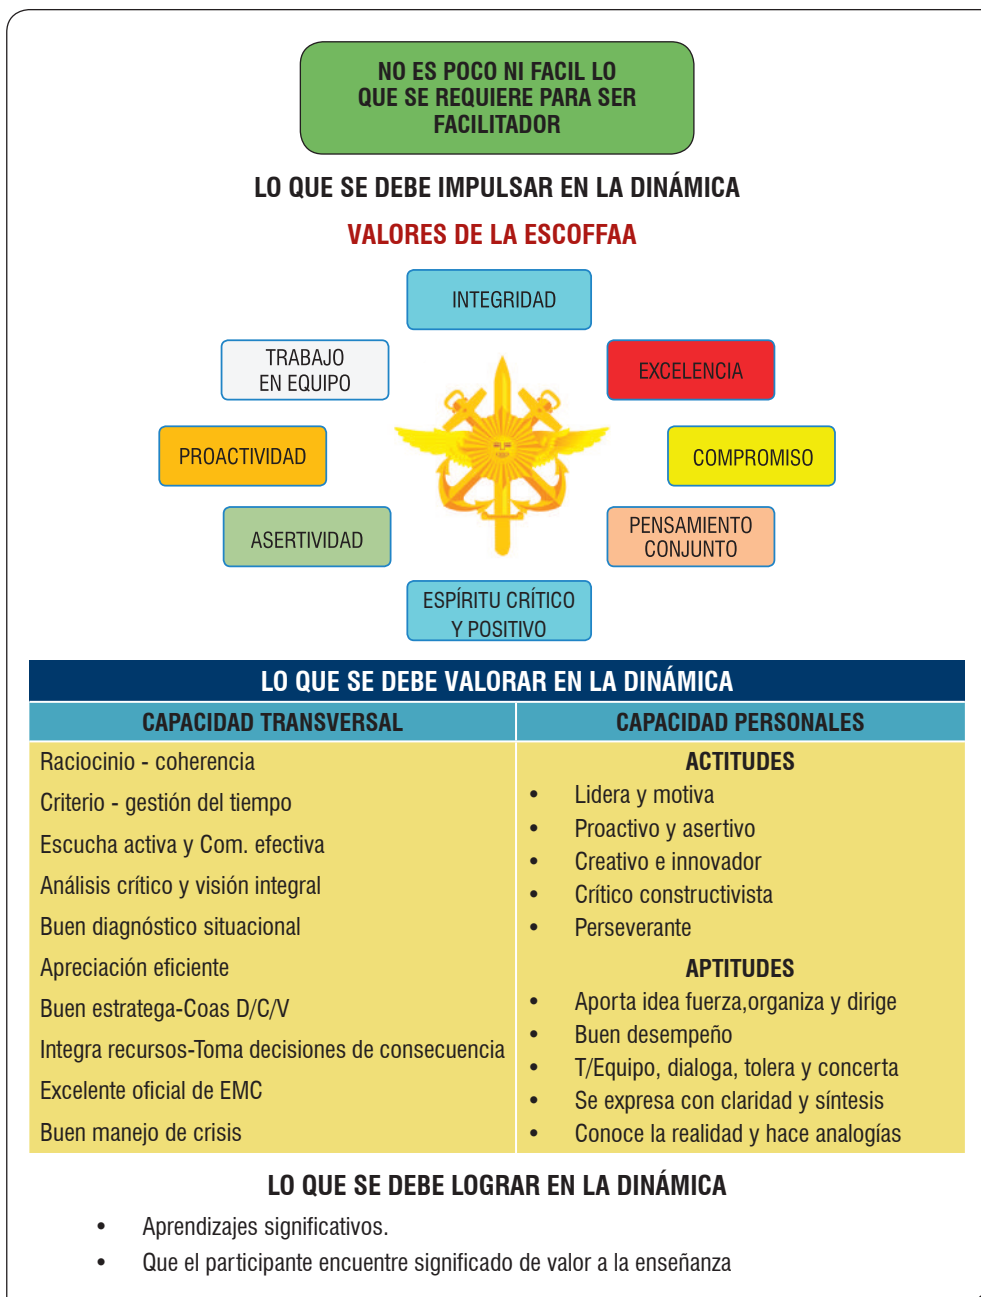 NO ES POCO NI FACIL LO
QUE SE REQUIERE PARA SER
FACILITADOR
LO QUE SE DEBE IMPULSAR EN LA DINÁMICA
VALORES DE LA ESCOFFAA
INTEGRIDAD
TRABAJO
EN EQUIPO
EXCELENCIA
PROACTIVIDAD
COMPROMISO
ASERTIVIDAD
PENSAMIENTO
CONJUNTO
ESPÍRITU CRÍTICO
Y POSITIVO
LO QUE SE DEBE VALORAR EN LA DINÁMICA
CAPACIDAD TRANSVERSAL
Raciocinio - coherencia
Criterio - gestión del tiempo
Escucha activa y Com. efectiva
Análisis crítico y visión integral
Buen diagnóstico situacional
Apreciación eficiente
Buen estratega-Coas D/C/V
Integra recursos-Toma decisiones de consecuencia
Excelente oficial de EMC
Buen manejo de crisis
CAPACIDAD PERSONALES
ACTITUDES
• Lidera y motiva
• Proactivo y asertivo
• Creativo e innovador
• Crítico constructivista
• Perseverante
APTITUDES
• Aporta idea fuerza,organiza y dirige
• Buen desempeño
• T/Equipo, dialoga, tolera y concerta
• Se expresa con claridad y síntesis
• Conoce la realidad y hace analogías
LO QUE SE DEBE LOGRAR EN LA DINÁMICA
• Aprendizajes significativos.
• Que el participante encuentre significado de valor a la enseñanza